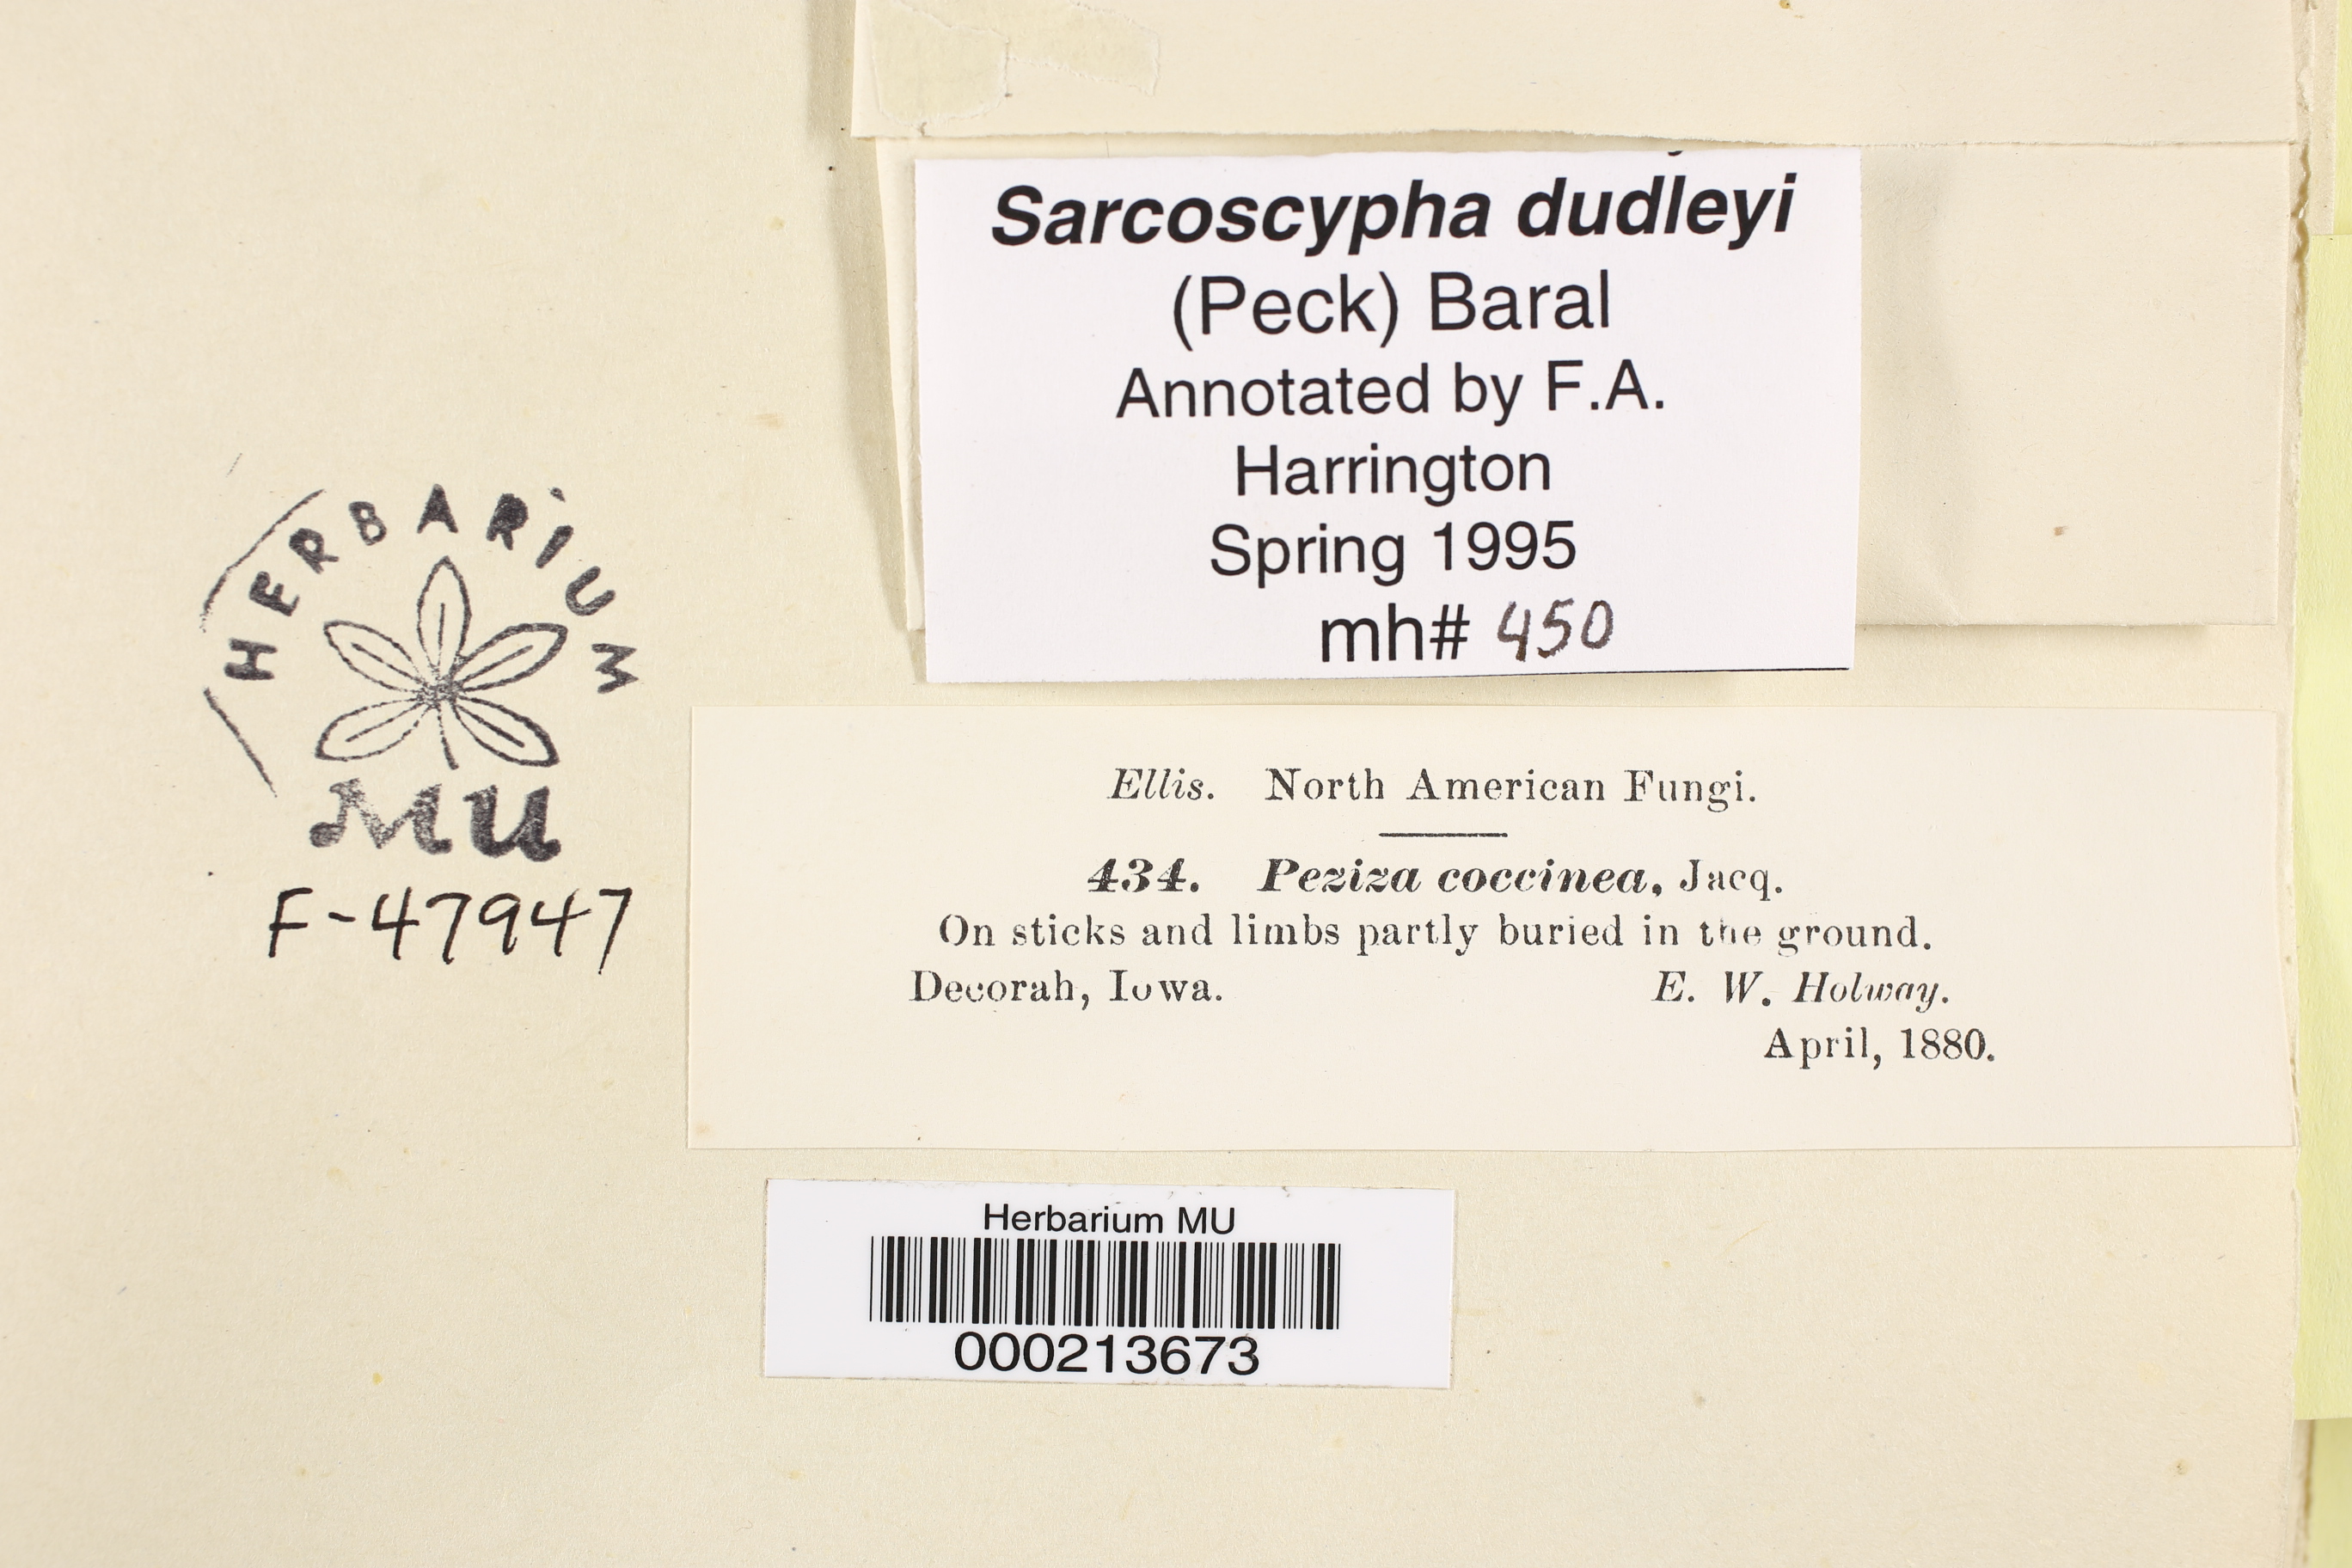 Sarcoscypha dudleyi
(Peck) Baral
Annotated by F.A.
Harrington
Spring 1995
mh# 450
HERBARIUM
MU
F-47947
Ellis. North American Fungi.
434. Peziza coccinea, Jacq.
On sticks and limbs partly buried in the ground.
Decorah, Iowa. E. W. Holway.
April, 1880.
Herbarium MU
000213673